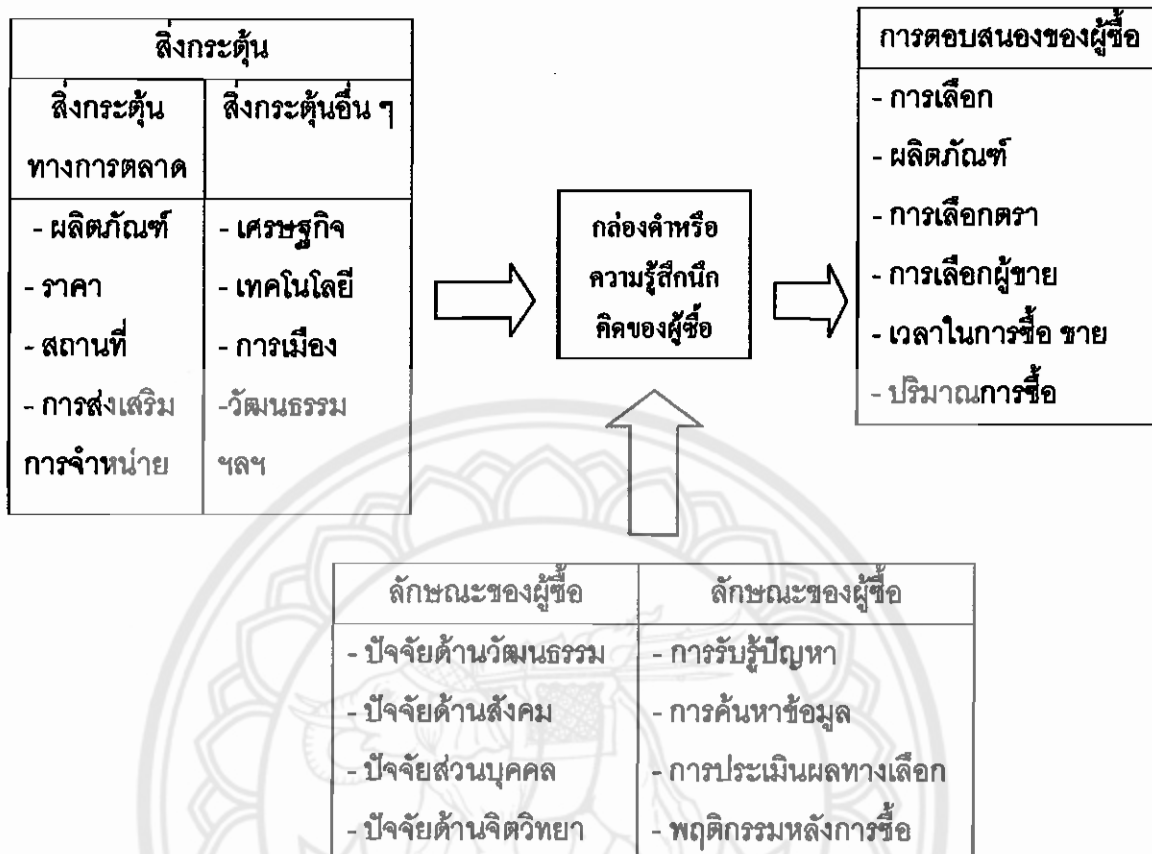 สิ่งกระตุ้น
สิ่งกระตุ้น
ทางการตลาด
สิ่งกระตุ้นอื่น ๆ
- ผลิตภัณฑ์
- ราคา
- สถานที่
- การส่งเสริม
การจำหน่าย
- เศรษฐกิจ
- เทคโนโลยี
- การเมือง
-วัฒนธรรม
ฯลฯ
กล่องคำหรือ
ความรู้สึกนึก
คิดของผู้ซื้อ
การตอบสนองของผู้ซื้อ
- การเลือก
- ผลิตภัณฑ์
- การเลือกตรา
- การเลือกผู้ขาย
- เวลาในการซื้อ ขาย
- ปริมาณการซื้อ
ลักษณะของผู้ซื้อ
- ปัจจัยด้านวัฒนธรรม
- ปัจจัยด้านสังคม
- ปัจจัยส่วนบุคคล
- ปัจจัยด้านจิตวิทยา
ลักษณะของผู้ซื้อ
- การรับรู้ปัญหา
- การค้นหาข้อมูล
- การประเมินผลทางเลือก
- พฤติกรรมหลังการซื้อ